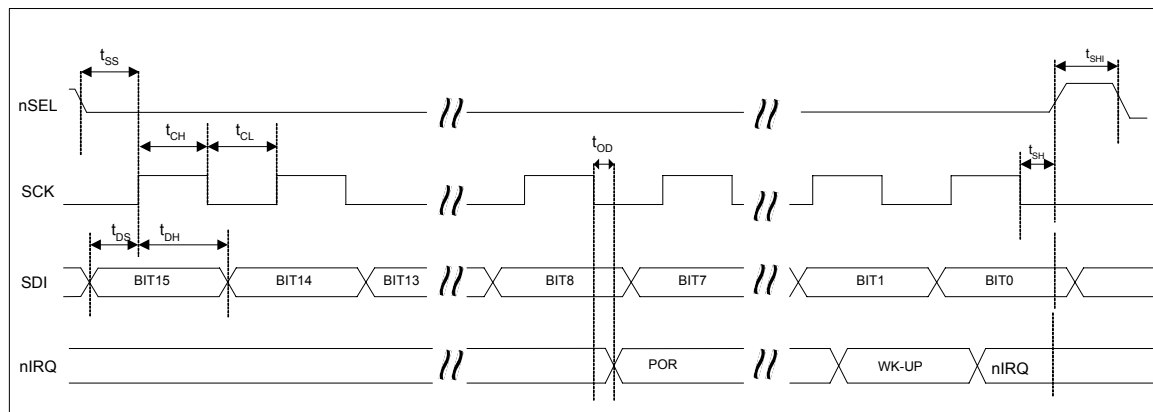 tSS
tSHI
nSEL
tCH
tCL
tOD
tSH
SCK
tDS
tDH
SDI
BIT15
BIT14
BIT13
BIT8
BIT7
BIT1
BIT0
nIRQ
POR
WK-UP
nIRQ